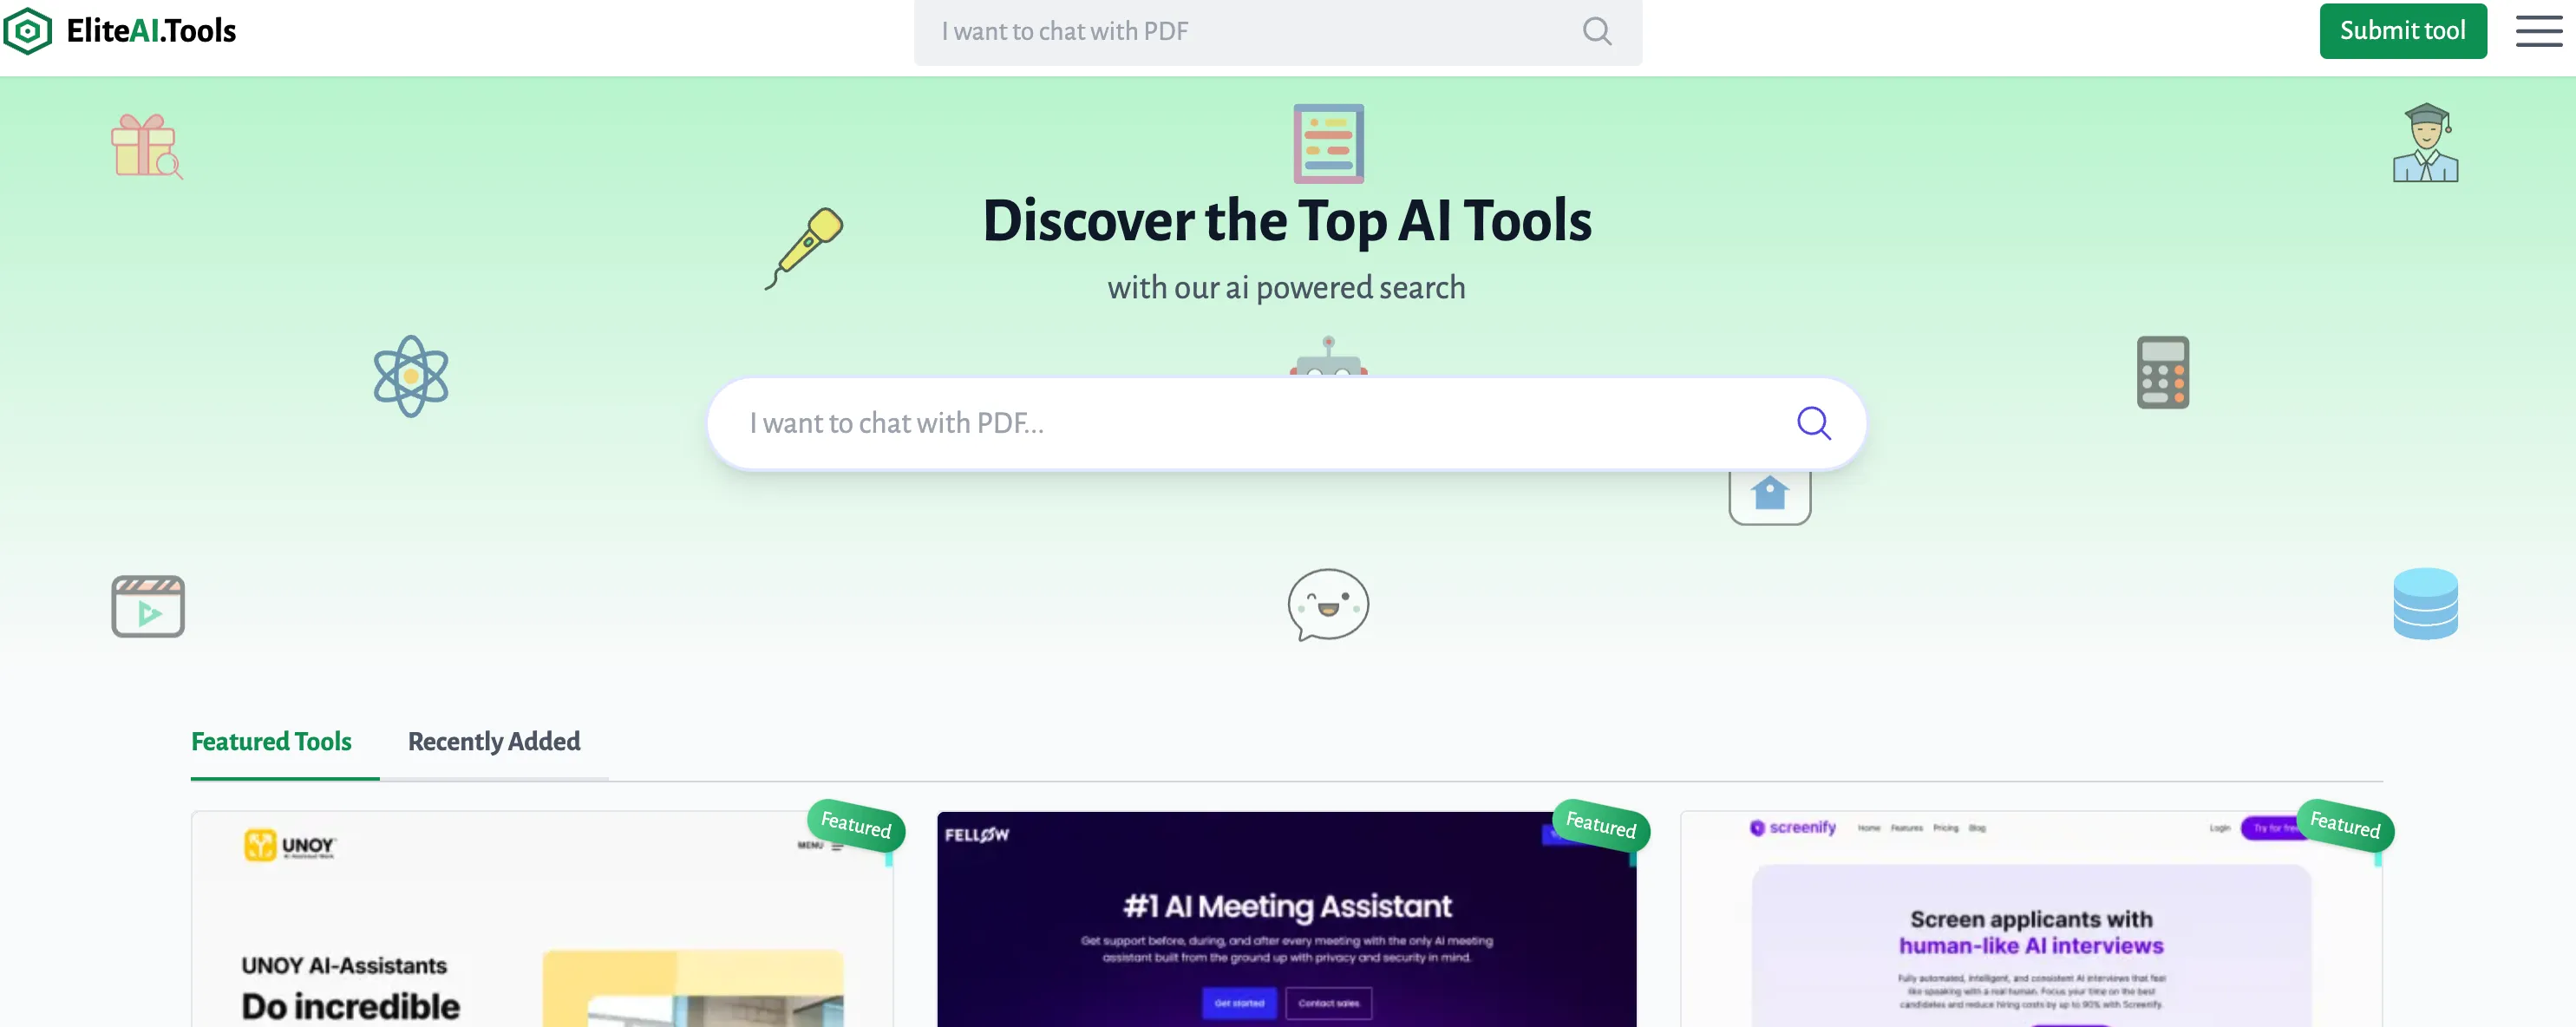 EliteAI.Tools
I want to chat with PDF
Submit tool
Discover the Top AI Tools
with our ai powered search
I want to chat with PDF...
Featured Tools
Recently Added
Featured
UNOY
AI-Assisted Work
MENU
UNOY AI-Assistants
Do incredible
Featured
FELLOW
#1 AI Meeting Assistant
Get support before, during, and after every meeting with the only AI meeting
assistant built from the ground up with privacy and security in mind.
Get started
Contact sales
Featured
screenify
Home
Features
Pricing
Blog
Login
Try for free
Screen applicants with
human-like AI interviews
Fully automated, intelligent, and consistent AI interviews that feel
like speaking with a real human. Focus your time on the best
candidates and reduce hiring costs by up to 90% with Screenify.